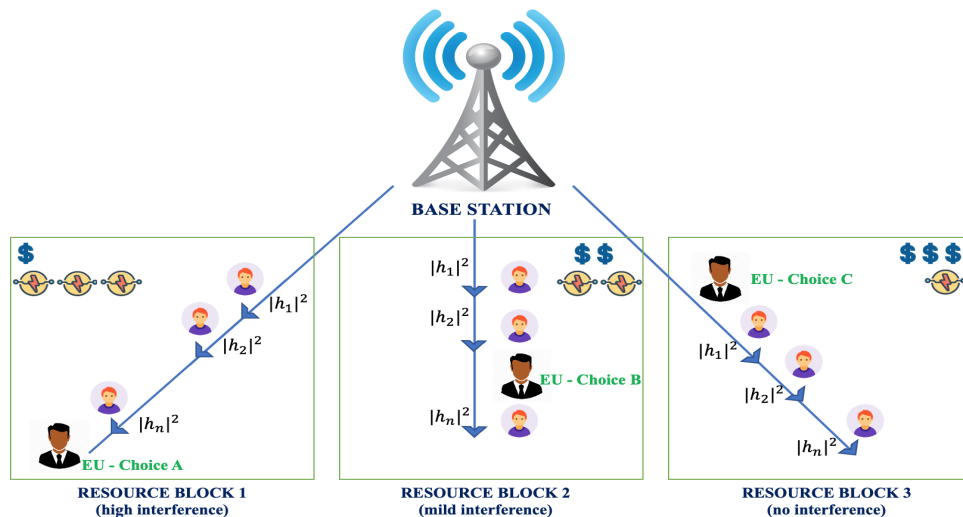 BASE STATION
$
|h₁|²
|h₂|²
|hₙ|²
EU - Choice A
RESOURCE BLOCK 1
(high interference)
$ $
|h₁|²
|h₂|²
EU - Choice B
|hₙ|²
RESOURCE BLOCK 2
(mild interference)
$ $ $
EU - Choice C
|h₁|²
|h₂|²
|hₙ|²
RESOURCE BLOCK 3
(no interference)